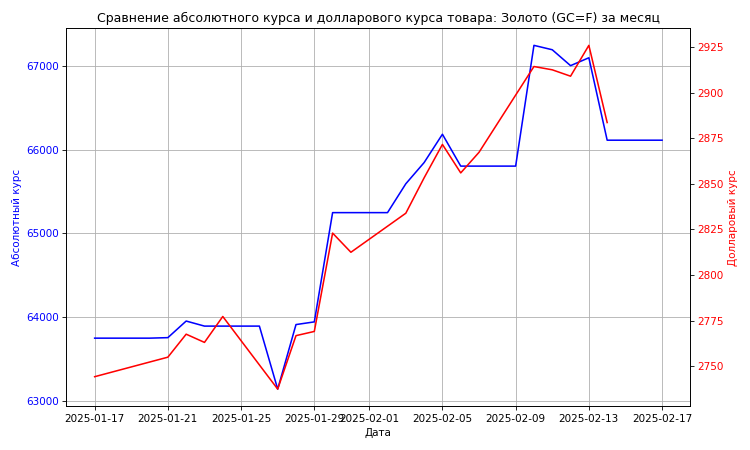 Сравнение абсолютного курса и долларового курса товара: Золото (GC=F) за месяц
67000
66000
65000
64000
63000
Абсолютный курс
2925
2900
2875
2850
2825
2800
2775
2750
Долларовый курс
2025-01-17 2025-01-21 2025-01-25 2025-01-29 2025-02-01 2025-02-05 2025-02-09 2025-02-13 2025-02-17
Дата